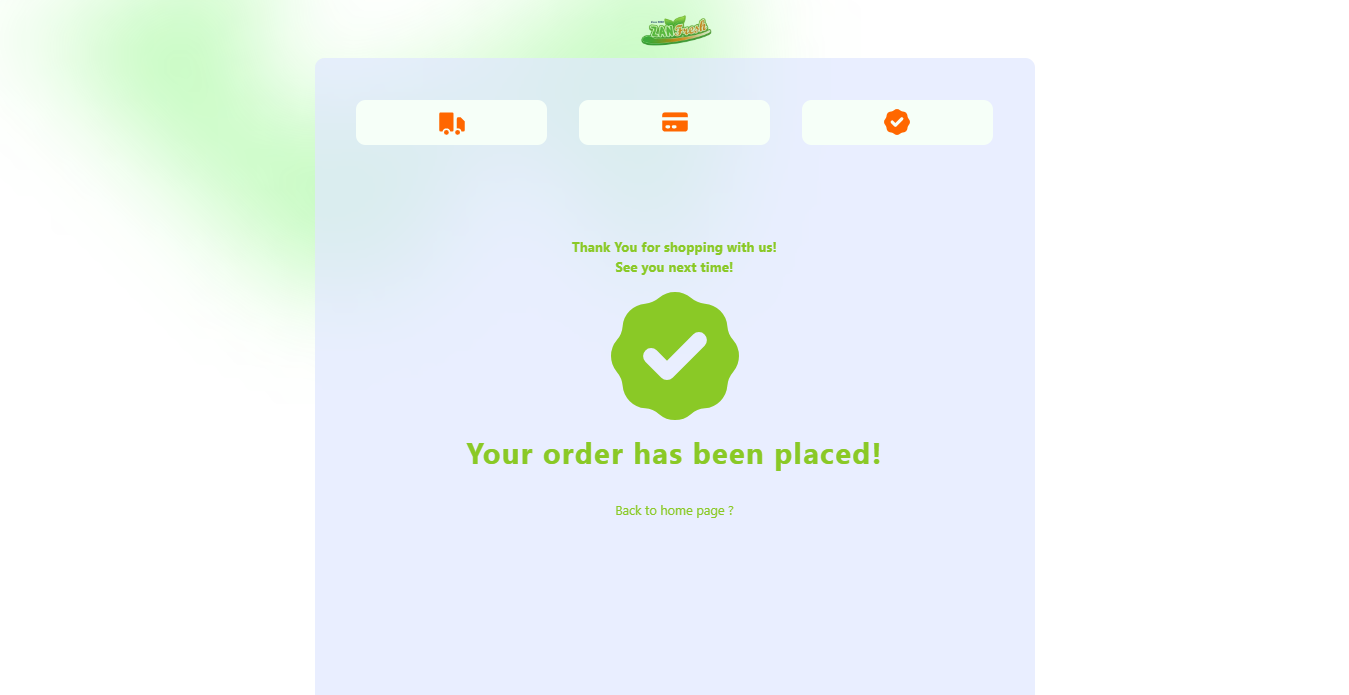 ZAN Fresh
Thank You for shopping with us!
See you next time!
Your order has been placed!
Back to home page ?